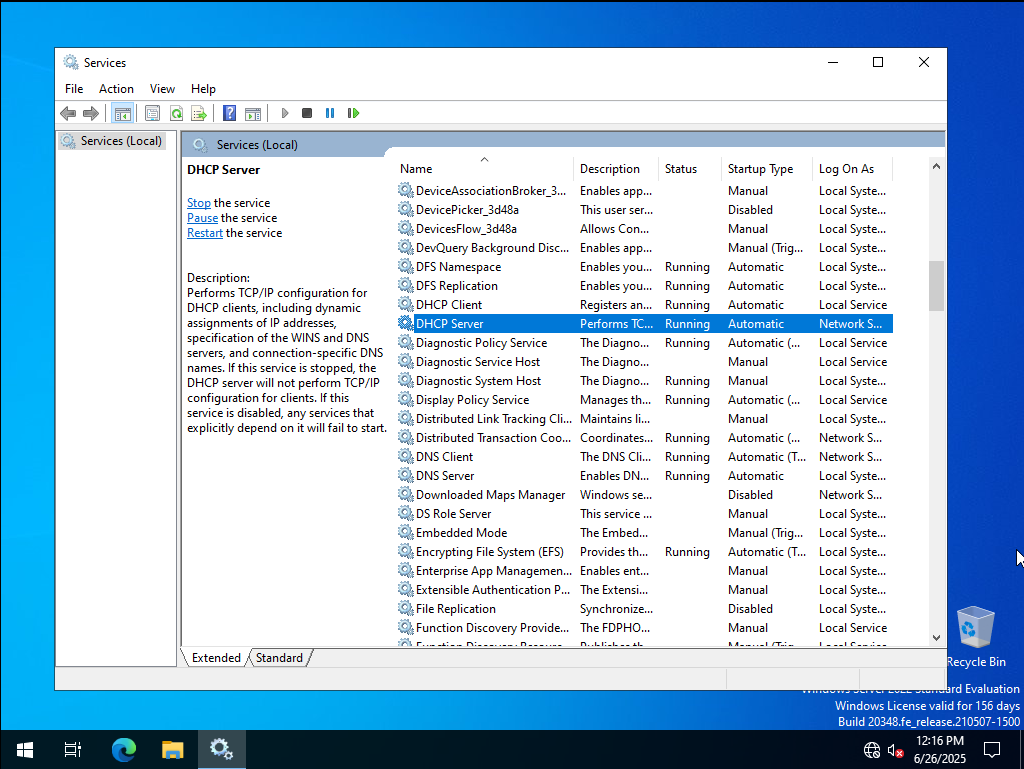 Services
File Action View Help
Services (Local)
Services (Local)
DHCP Server
Stop the service
Pause the service
Restart the service
Description:
Performs TCP/IP configuration for
DHCP clients, including dynamic
assignments of IP addresses,
specification of the WINS and DNS
servers, and connection-specific DNS
names. If this service is stopped, the
DHCP server will not perform TCP/IP
configuration for clients. If this
service is disabled, any services that
explicitly depend on it will fail to start.
Name Description Status Startup Type Log On As
DeviceAssociationBroker_3... Enables app... Manual Local Syste...
DevicePicker_3d48a This user ser... Disabled Local Syste...
DevicesFlow_3d48a Allows Con... Manual Local Syste...
DevQuery Background Disc... Enables app... Manual (Trig... Local Syste...
DFS Namespace Enables you... Running Automatic Local Syste...
DFS Replication Enables you... Running Automatic Local Syste...
DHCP Client Registers an... Running Automatic Local Service
DHCP Server Performs TC... Running Automatic Network S...
Diagnostic Policy Service The Diagno... Running Automatic (... Local Service
Diagnostic Service Host The Diagno... Manual Local Service
Diagnostic System Host The Diagno... Running Manual Local Syste...
Display Policy Service Manages th... Running Automatic (... Local Service
Distributed Link Tracking Cli... Maintains li... Manual Local Syste...
Distributed Transaction Coo... Coordinates... Running Automatic (... Network S...
DNS Client The DNS Cli... Running Automatic (T... Network S...
DNS Server Enables DN... Running Automatic Local Syste...
Downloaded Maps Manager Windows se... Disabled Network S...
DS Role Server This service ... Manual Local Syste...
Embedded Mode The Embed... Manual (Trig... Local Syste...
Encrypting File System (EFS) Provides th... Running Automatic (T... Local Syste...
Enterprise App Managemen... Enables ent... Manual Local Syste...
Extensible Authentication P... The Extensi... Manual Local Syste...
File Replication Synchronize... Disabled Local Syste...
Function Discovery Provide... The FDPHO... Manual Local Service
Extended Standard
Recycle Bin
Windows Server 2022 Standard Evaluation
Windows License valid for 156 days
Build 20348.fe_release.210507-1500
12:16 PM
6/26/2025